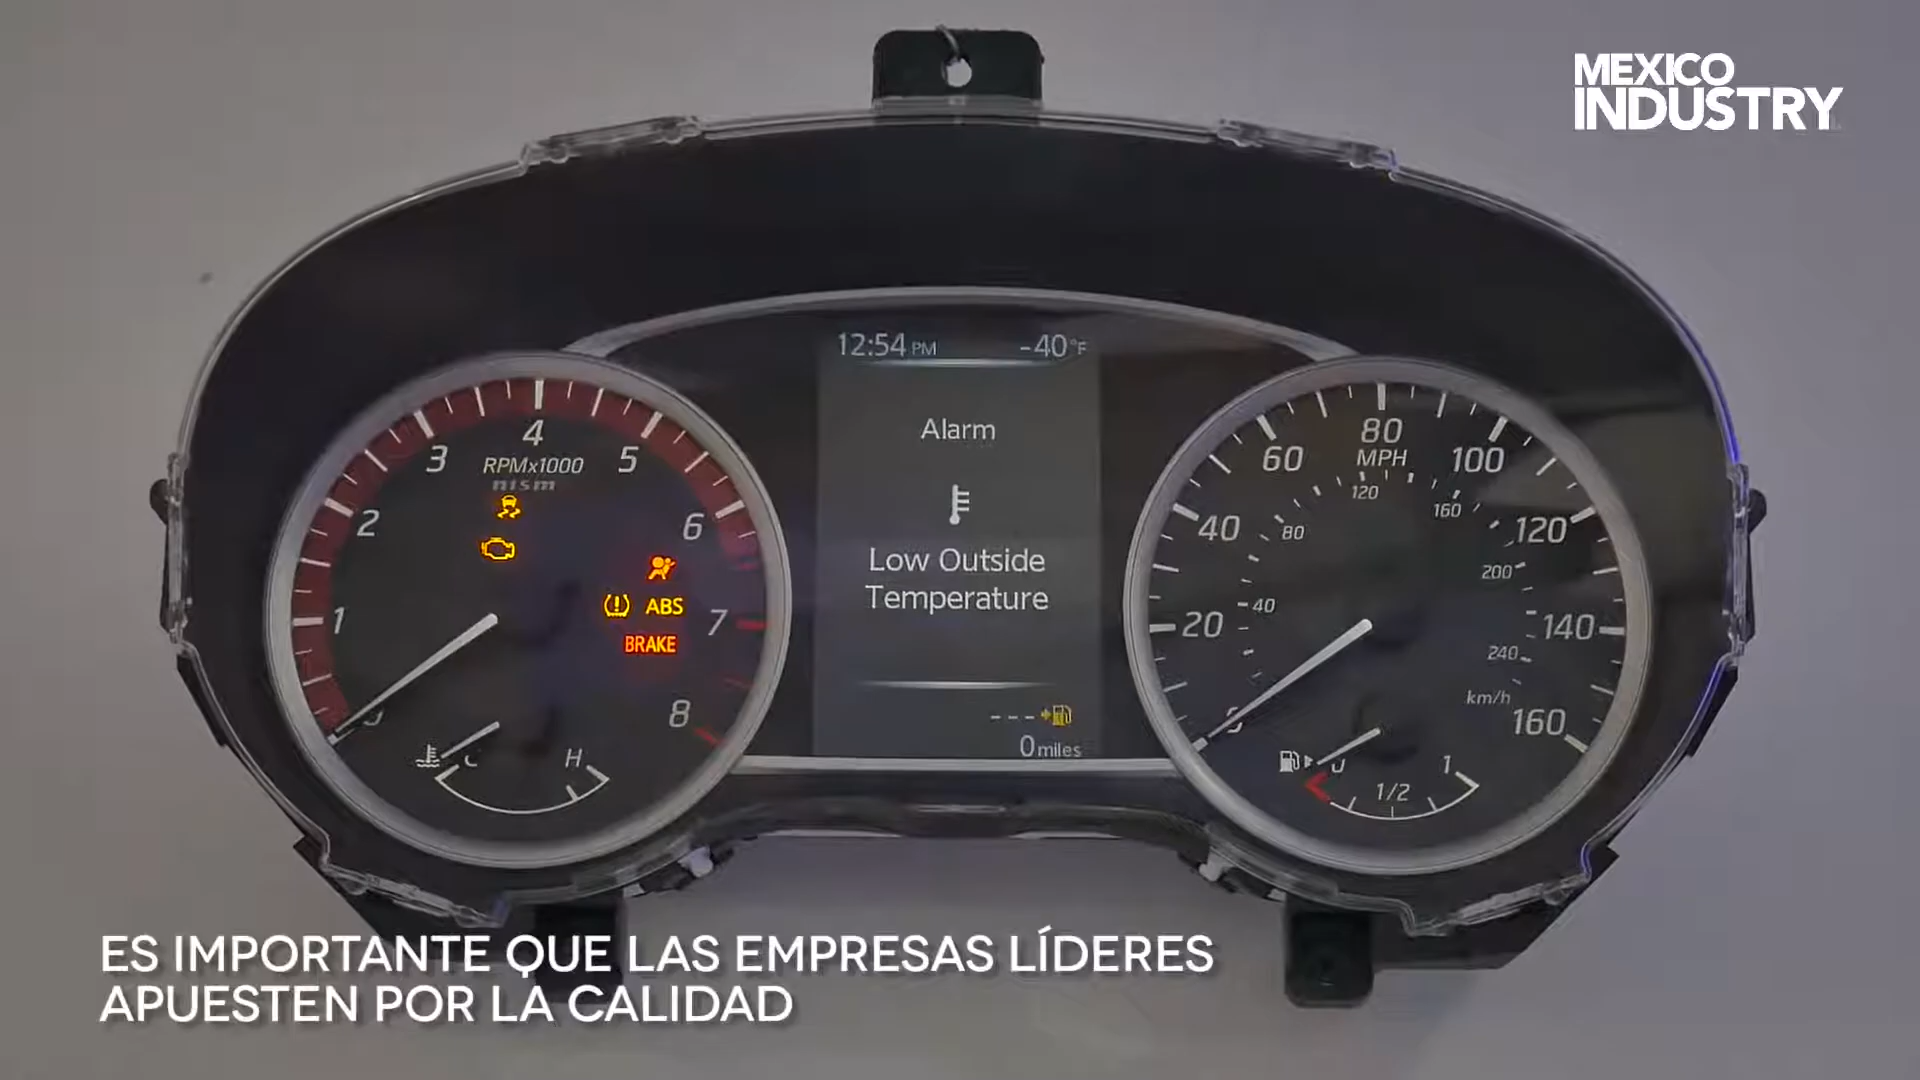 MEXICO
INDUSTRY
12:54 PM -40°F
Alarm
Low Outside
Temperature
---
0 miles
RPMx1000
nism
1
2
3
4
5
6
7
8
ABS
BRAKE
H
MPH
20
40
60
80
100
120
140
160
40
80
120
160
200
240
km/h
0
1/2
1
ES IMPORTANTE QUE LAS EMPRESAS LÍDERES
APUESTEN POR LA CALIDAD